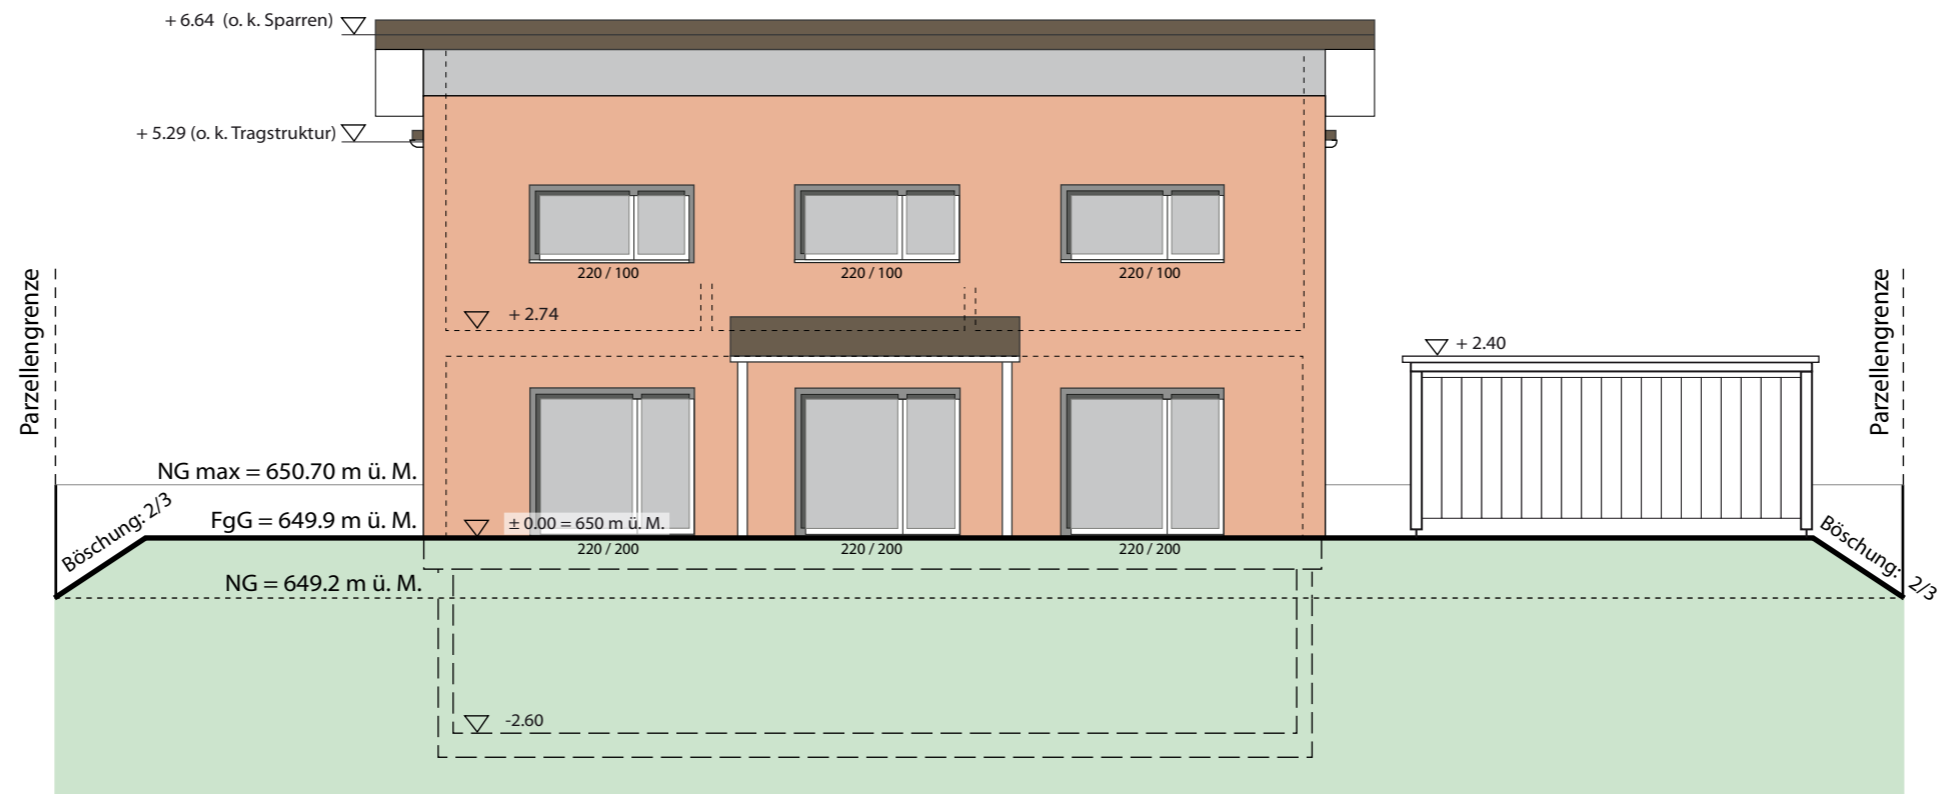 + 6.64 (o. k. Sparren)
+ 5.29 (o. k. Tragstruktur)
220 / 100
220 / 100
220 / 100
Parzellengrenze
Parzellengrenze
+ 2.74
+ 2.40
NG max = 650.70 m ü. M.
Böschung: 2/3
FgG = 649.9 m ü. M.
± 0.00 = 650 m ü. M.
Böschung: 2/3
220 / 200
220 / 200
220 / 200
NG = 649.2 m ü. M.
-2.60